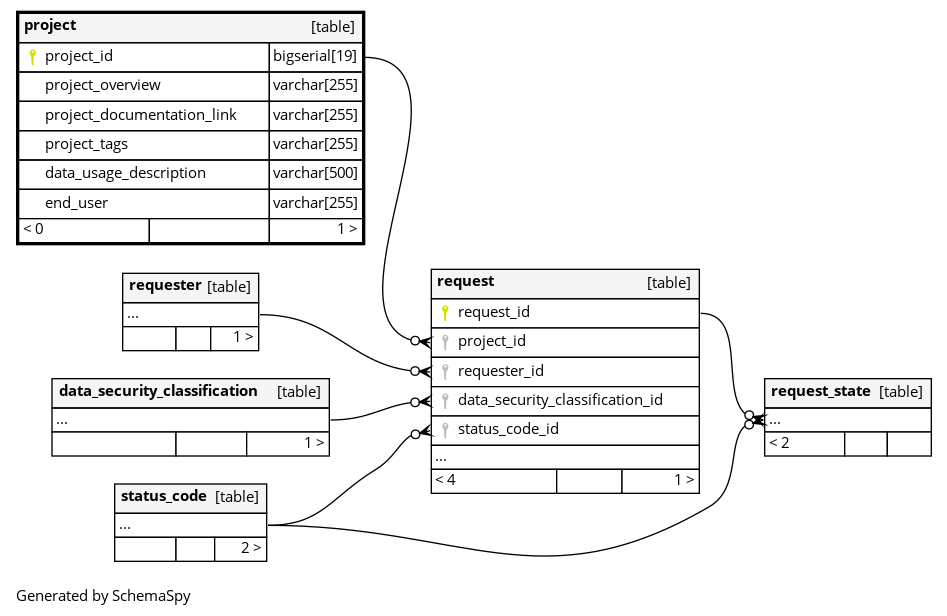 project [table]
project_id bigserial[19]
project_overview varchar[255]
project_documentation_link varchar[255]
project_tags varchar[255]
data_usage_description varchar[500]
end_user varchar[255]
< 0 1 >
requester [table]
...
1 >
data_security_classification [table]
...
1 >
status_code [table]
...
2 >
request [table]
request_id
project_id
requester_id
data_security_classification_id
status_code_id
...
< 4 1 >
request_state [table]
...
< 2
Generated by SchemaSpy